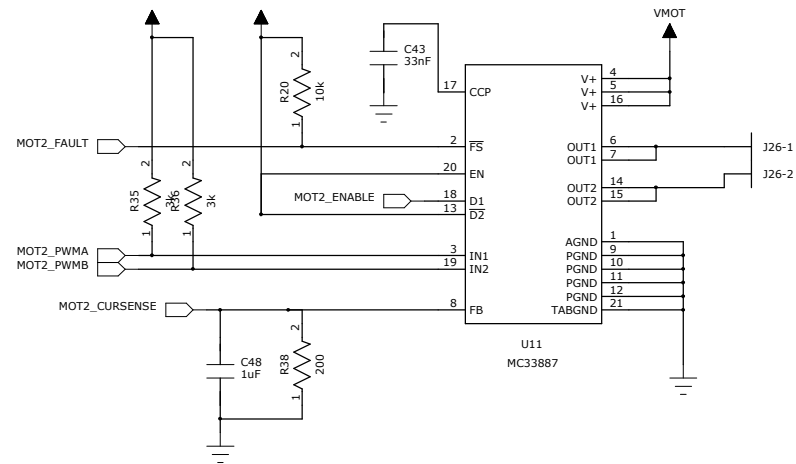 VMOT
C43
33nF
2
R20
10k
1
17
CCP
V+
4
V+
5
V+
16
MOT2_FAULT
2
FS
OUT1
6
OUT1
7
J26-1
2
2
20
EN
J26-2
R35
3k
R36
3k
MOT2_ENABLE
18
D1
OUT2
14
13
D2
OUT2
15
1
1
AGND
1
MOT2_PWMA
3
IN1
PGND
9
MOT2_PWMB
19
IN2
PGND
10
PGND
11
PGND
12
MOT2_CURSENSE
8
FB
TABGND
21
2
U11
C48
1uF
R38
200
MC33887
1